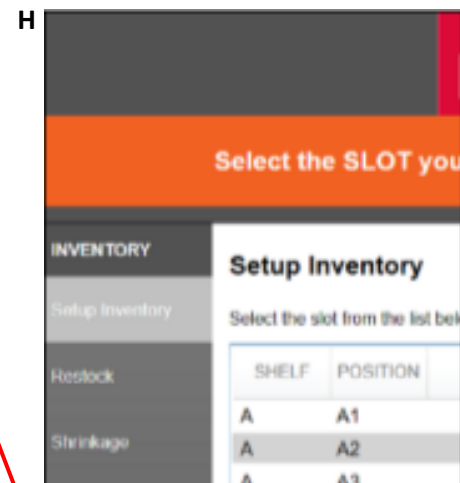 H
Select the SLOT you
INVENTORY
Setup Inventory
Setup Inventory
Select the slot from the list bel
Restock
SHELF POSITION
A A1
Shrinkage
A A2
A A3